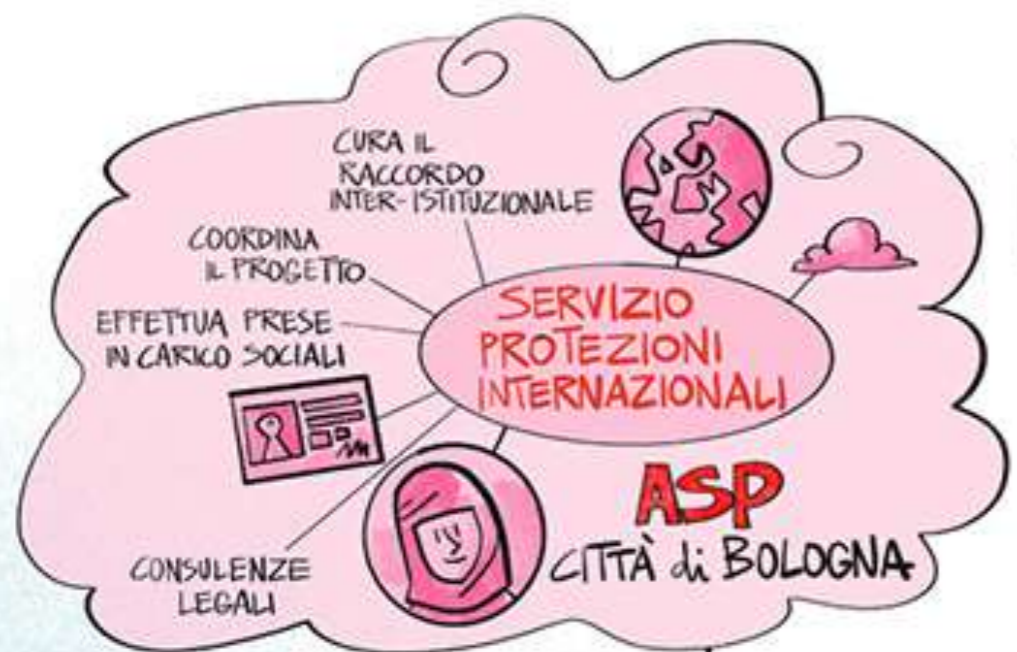 CURA IL
RACCORDO
INTER-ISTITUZIONALE
COORDINA
IL PROGETTO
EFFETTUA PRESE
IN CARICO SOCIALI
SERVIZIO
PROTEZIONI
INTERNAZIONALI
CONSULENZE
LEGALI
ASP
CITTÀ di BOLOGNA